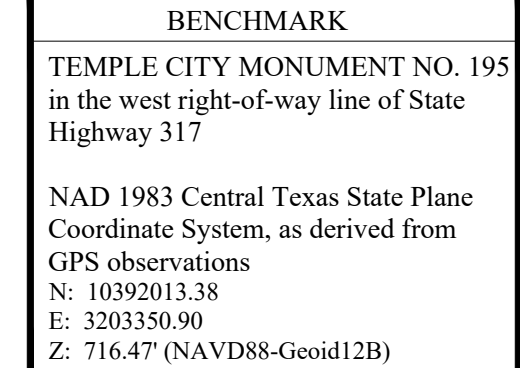 BENCHMARK
TEMPLE CITY MONUMENT NO. 195
in the west right-of-way line of State
Highway 317
NAD 1983 Central Texas State Plane
Coordinate System, as derived from
GPS observations
N: 10392013.38
E: 3203350.90
Z: 716.47' (NAVD88-Geoid12B)